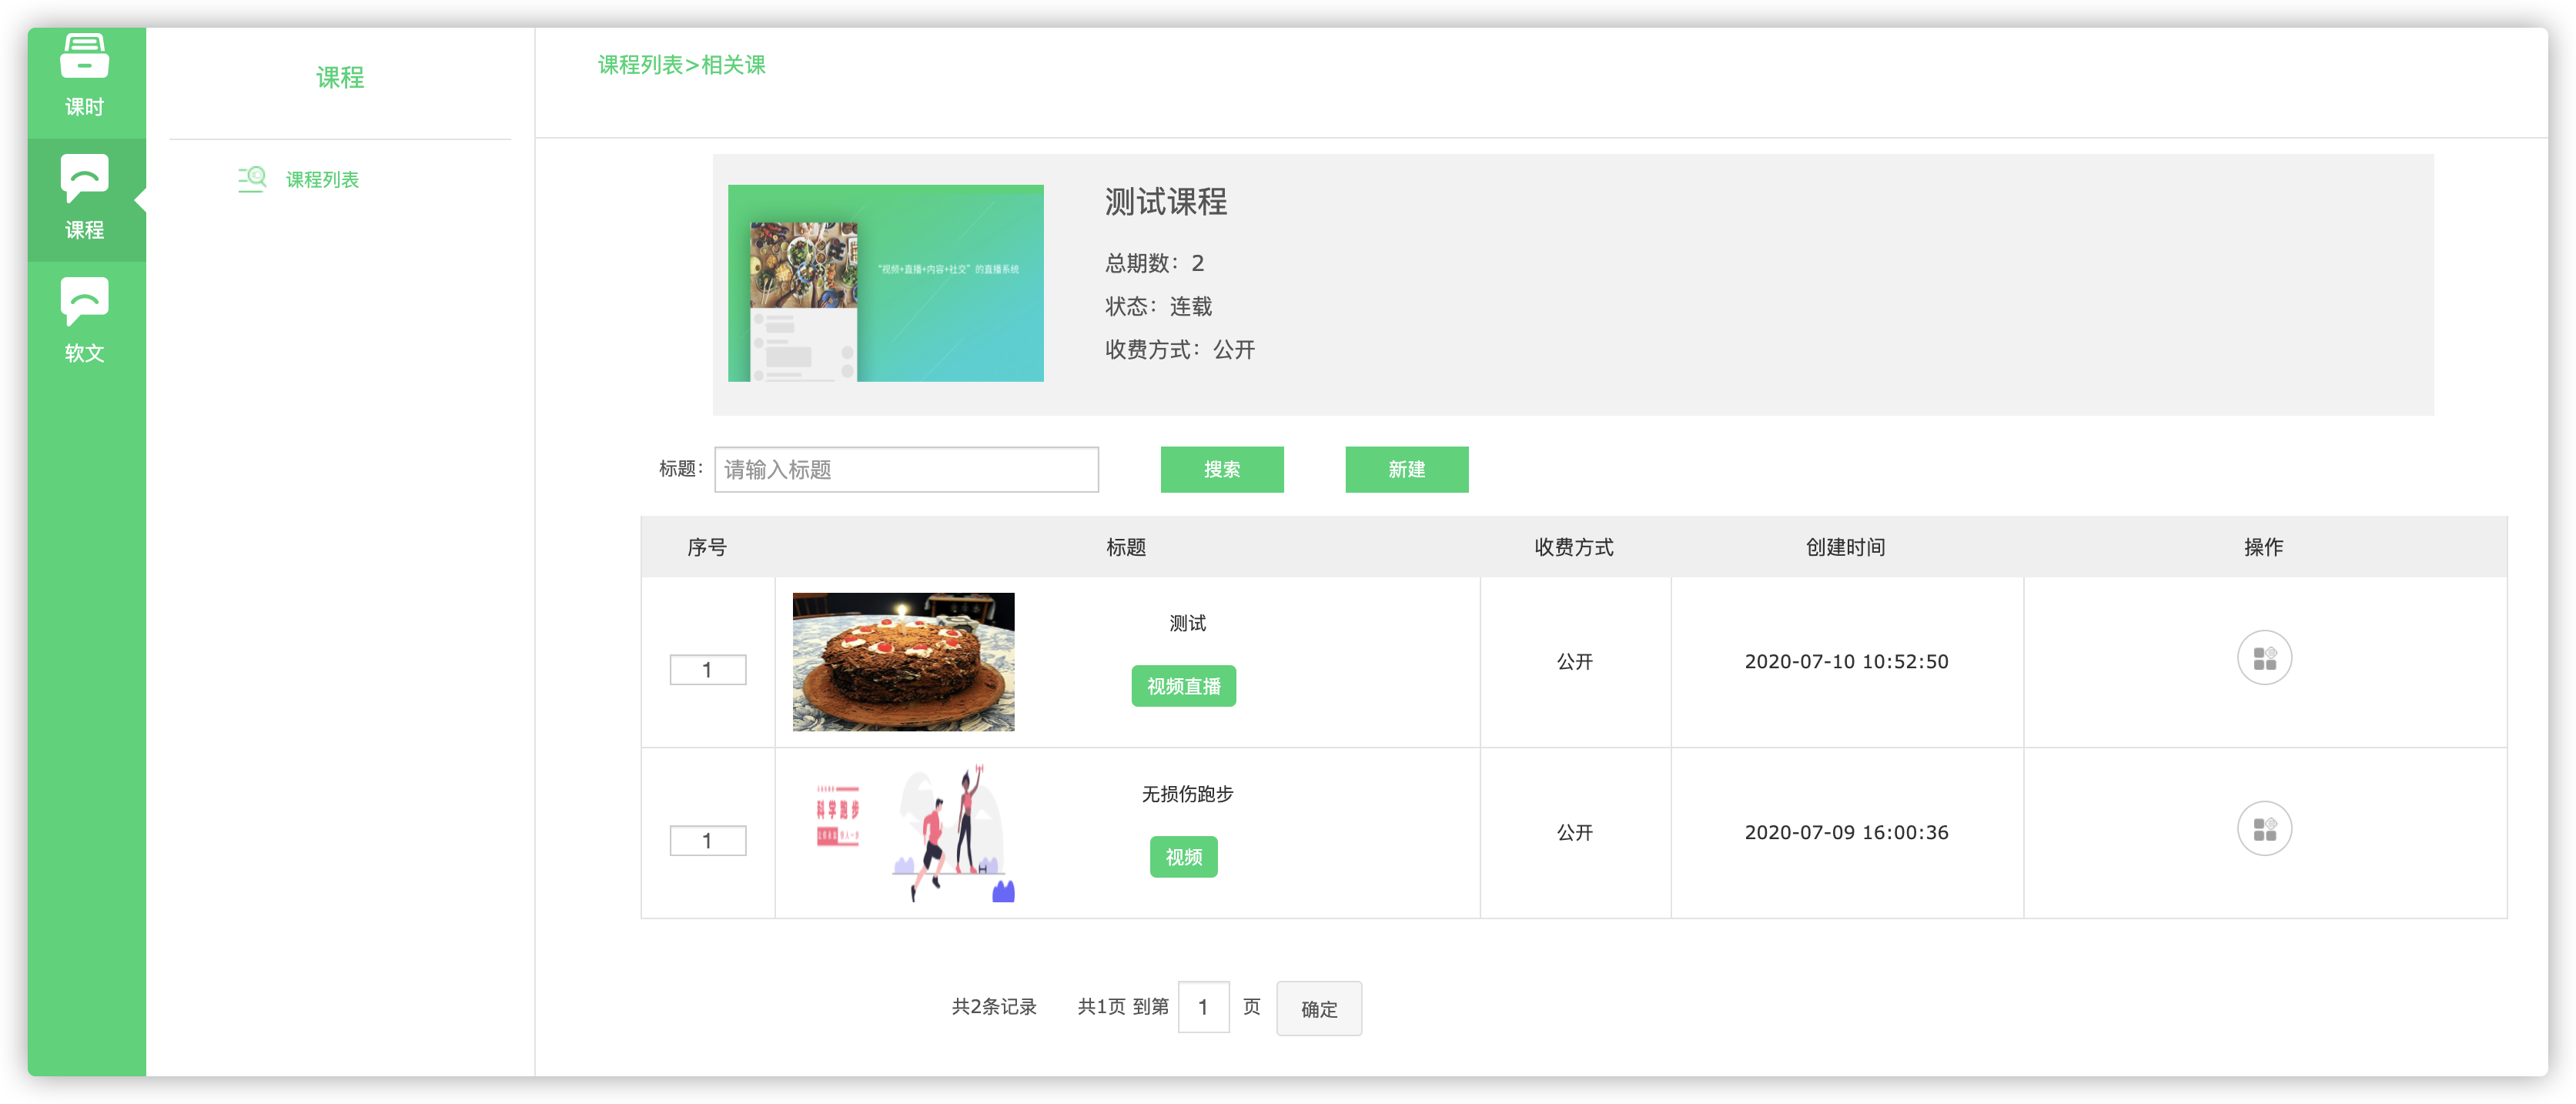 课时
课程
软文
课程
课程列表
课程列表>相关课
“视频+直播+内容+社交”的直播系统
测试课程
总期数：2
状态：连载
收费方式：公开
标题：
请输入标题
搜索
新建
序号 标题 收费方式 创建时间 操作
1
测试
视频直播
公开
2020-07-10 10:52:50
1
科学跑步
无损伤跑步
视频
公开
2020-07-09 16:00:36
共2条记录 共1页 到第 1 页 确定